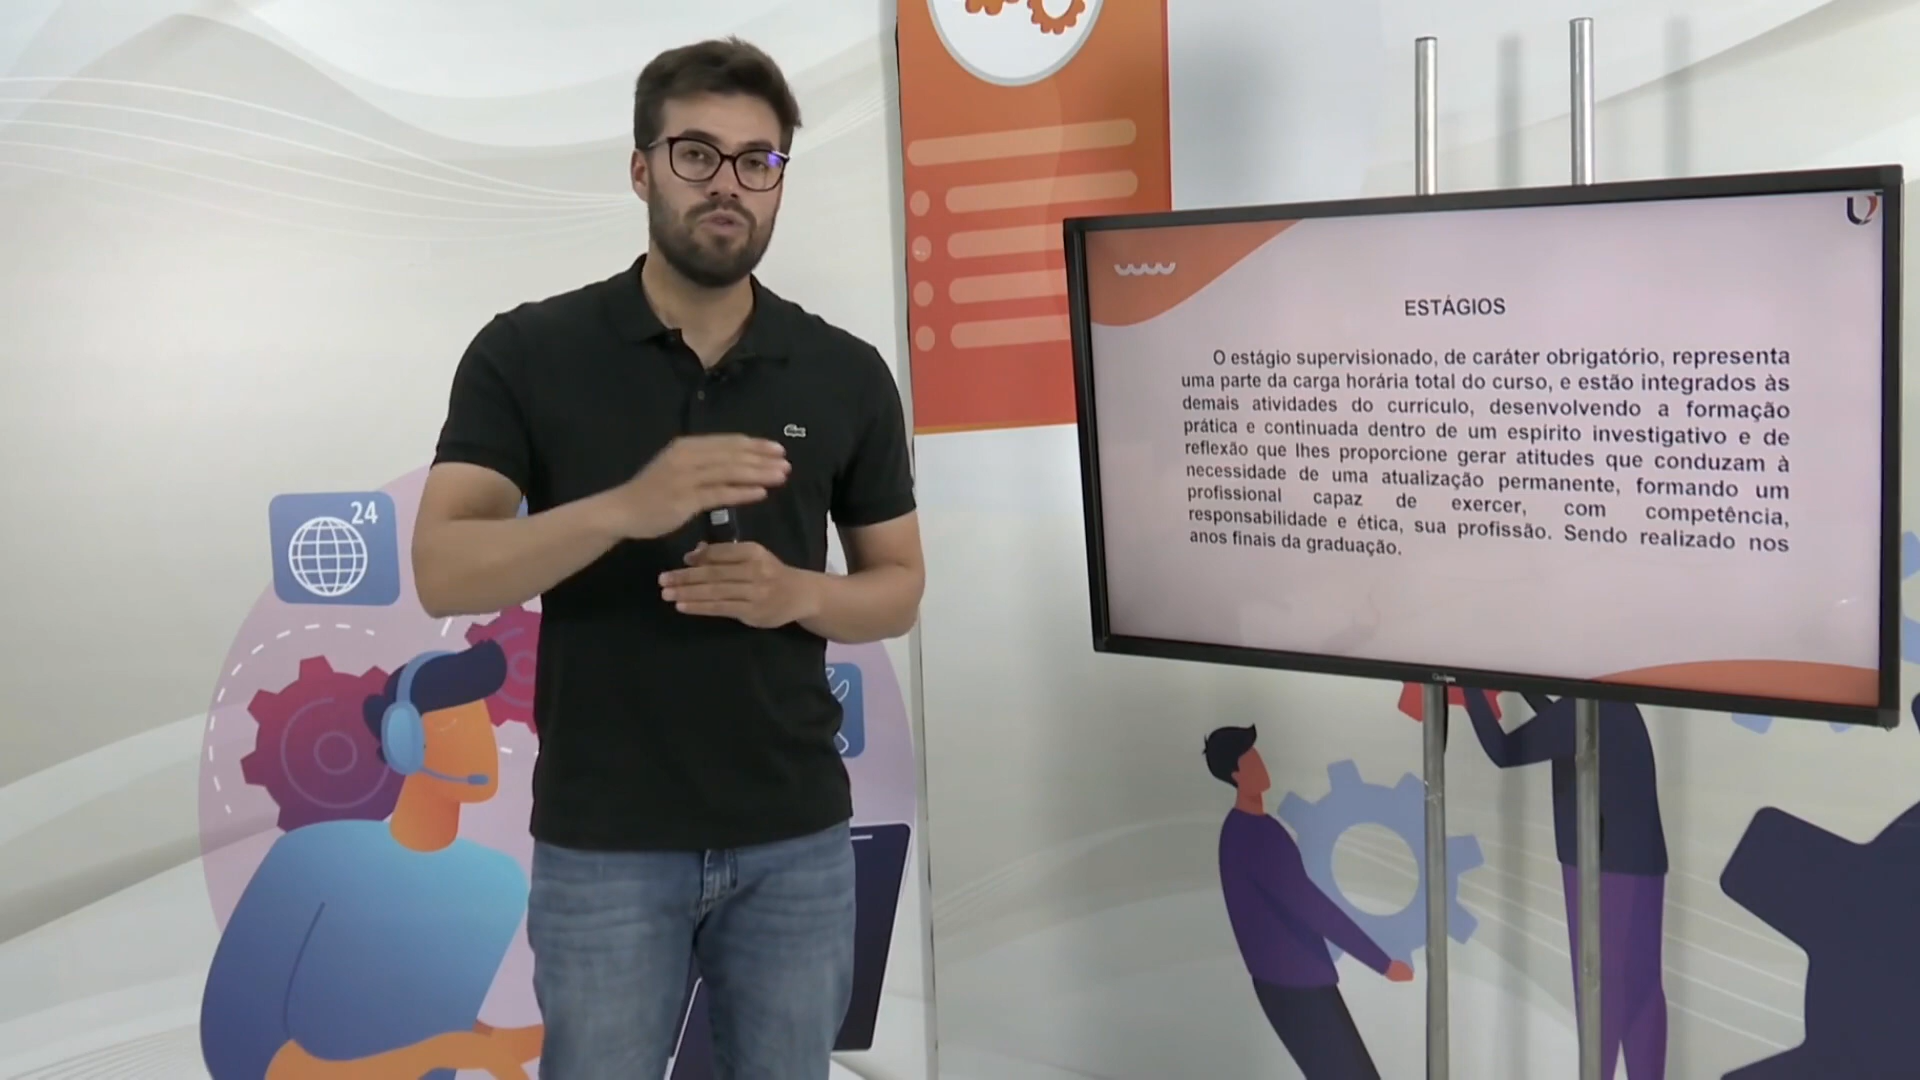 24
ESTÁGIOS
O estágio supervisionado, de caráter obrigatório, representa
uma parte da carga horária total do curso, e estão integrados às
demais atividades do currículo, desenvolvendo a formação
prática e continuada dentro de um espírito investigativo e de
reflexão que lhes proporcione gerar atitudes que conduzam à
necessidade de uma atualização permanente, formando um
profissional capaz de exercer, com competência,
responsabilidade e ética, sua profissão. Sendo realizado nos
anos finais da graduação.